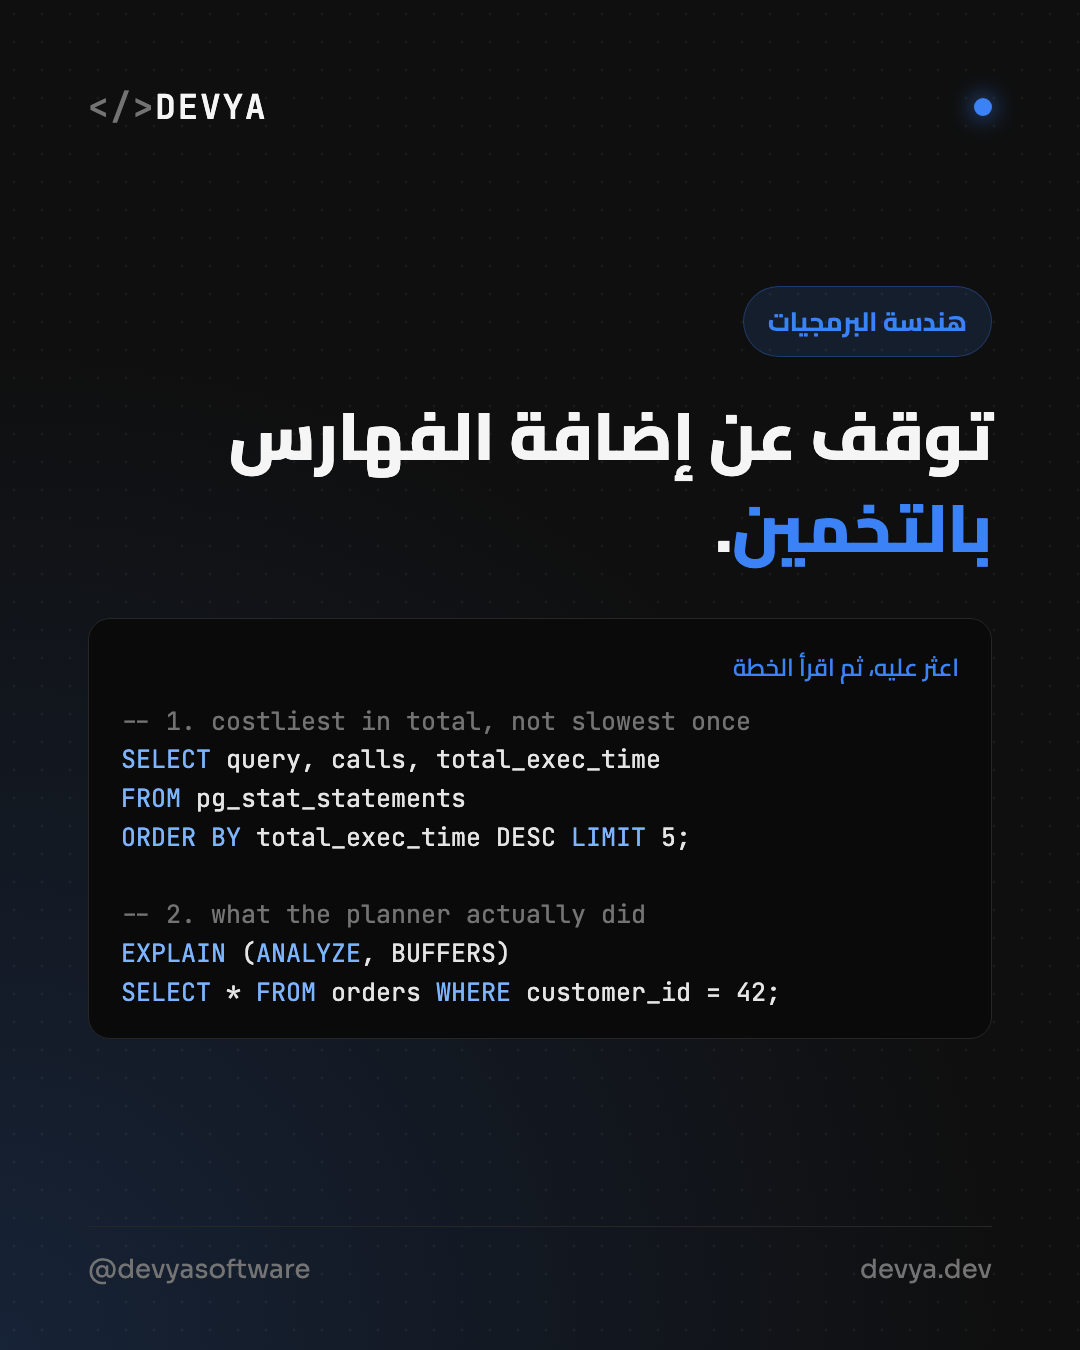 </>DEVYA
هندسة البرمجيات
توقف عن إضافة الفهارس
بالتخمين.
اعثر عليه، ثم اقرأ الخطة
-- 1. costliest in total, not slowest once
SELECT query, calls, total_exec_time
FROM pg_stat_statements
ORDER BY total_exec_time DESC LIMIT 5;
-- 2. what the planner actually did
EXPLAIN (ANALYZE, BUFFERS)
SELECT * FROM orders WHERE customer_id = 42;
@devyasoftware
devya.dev